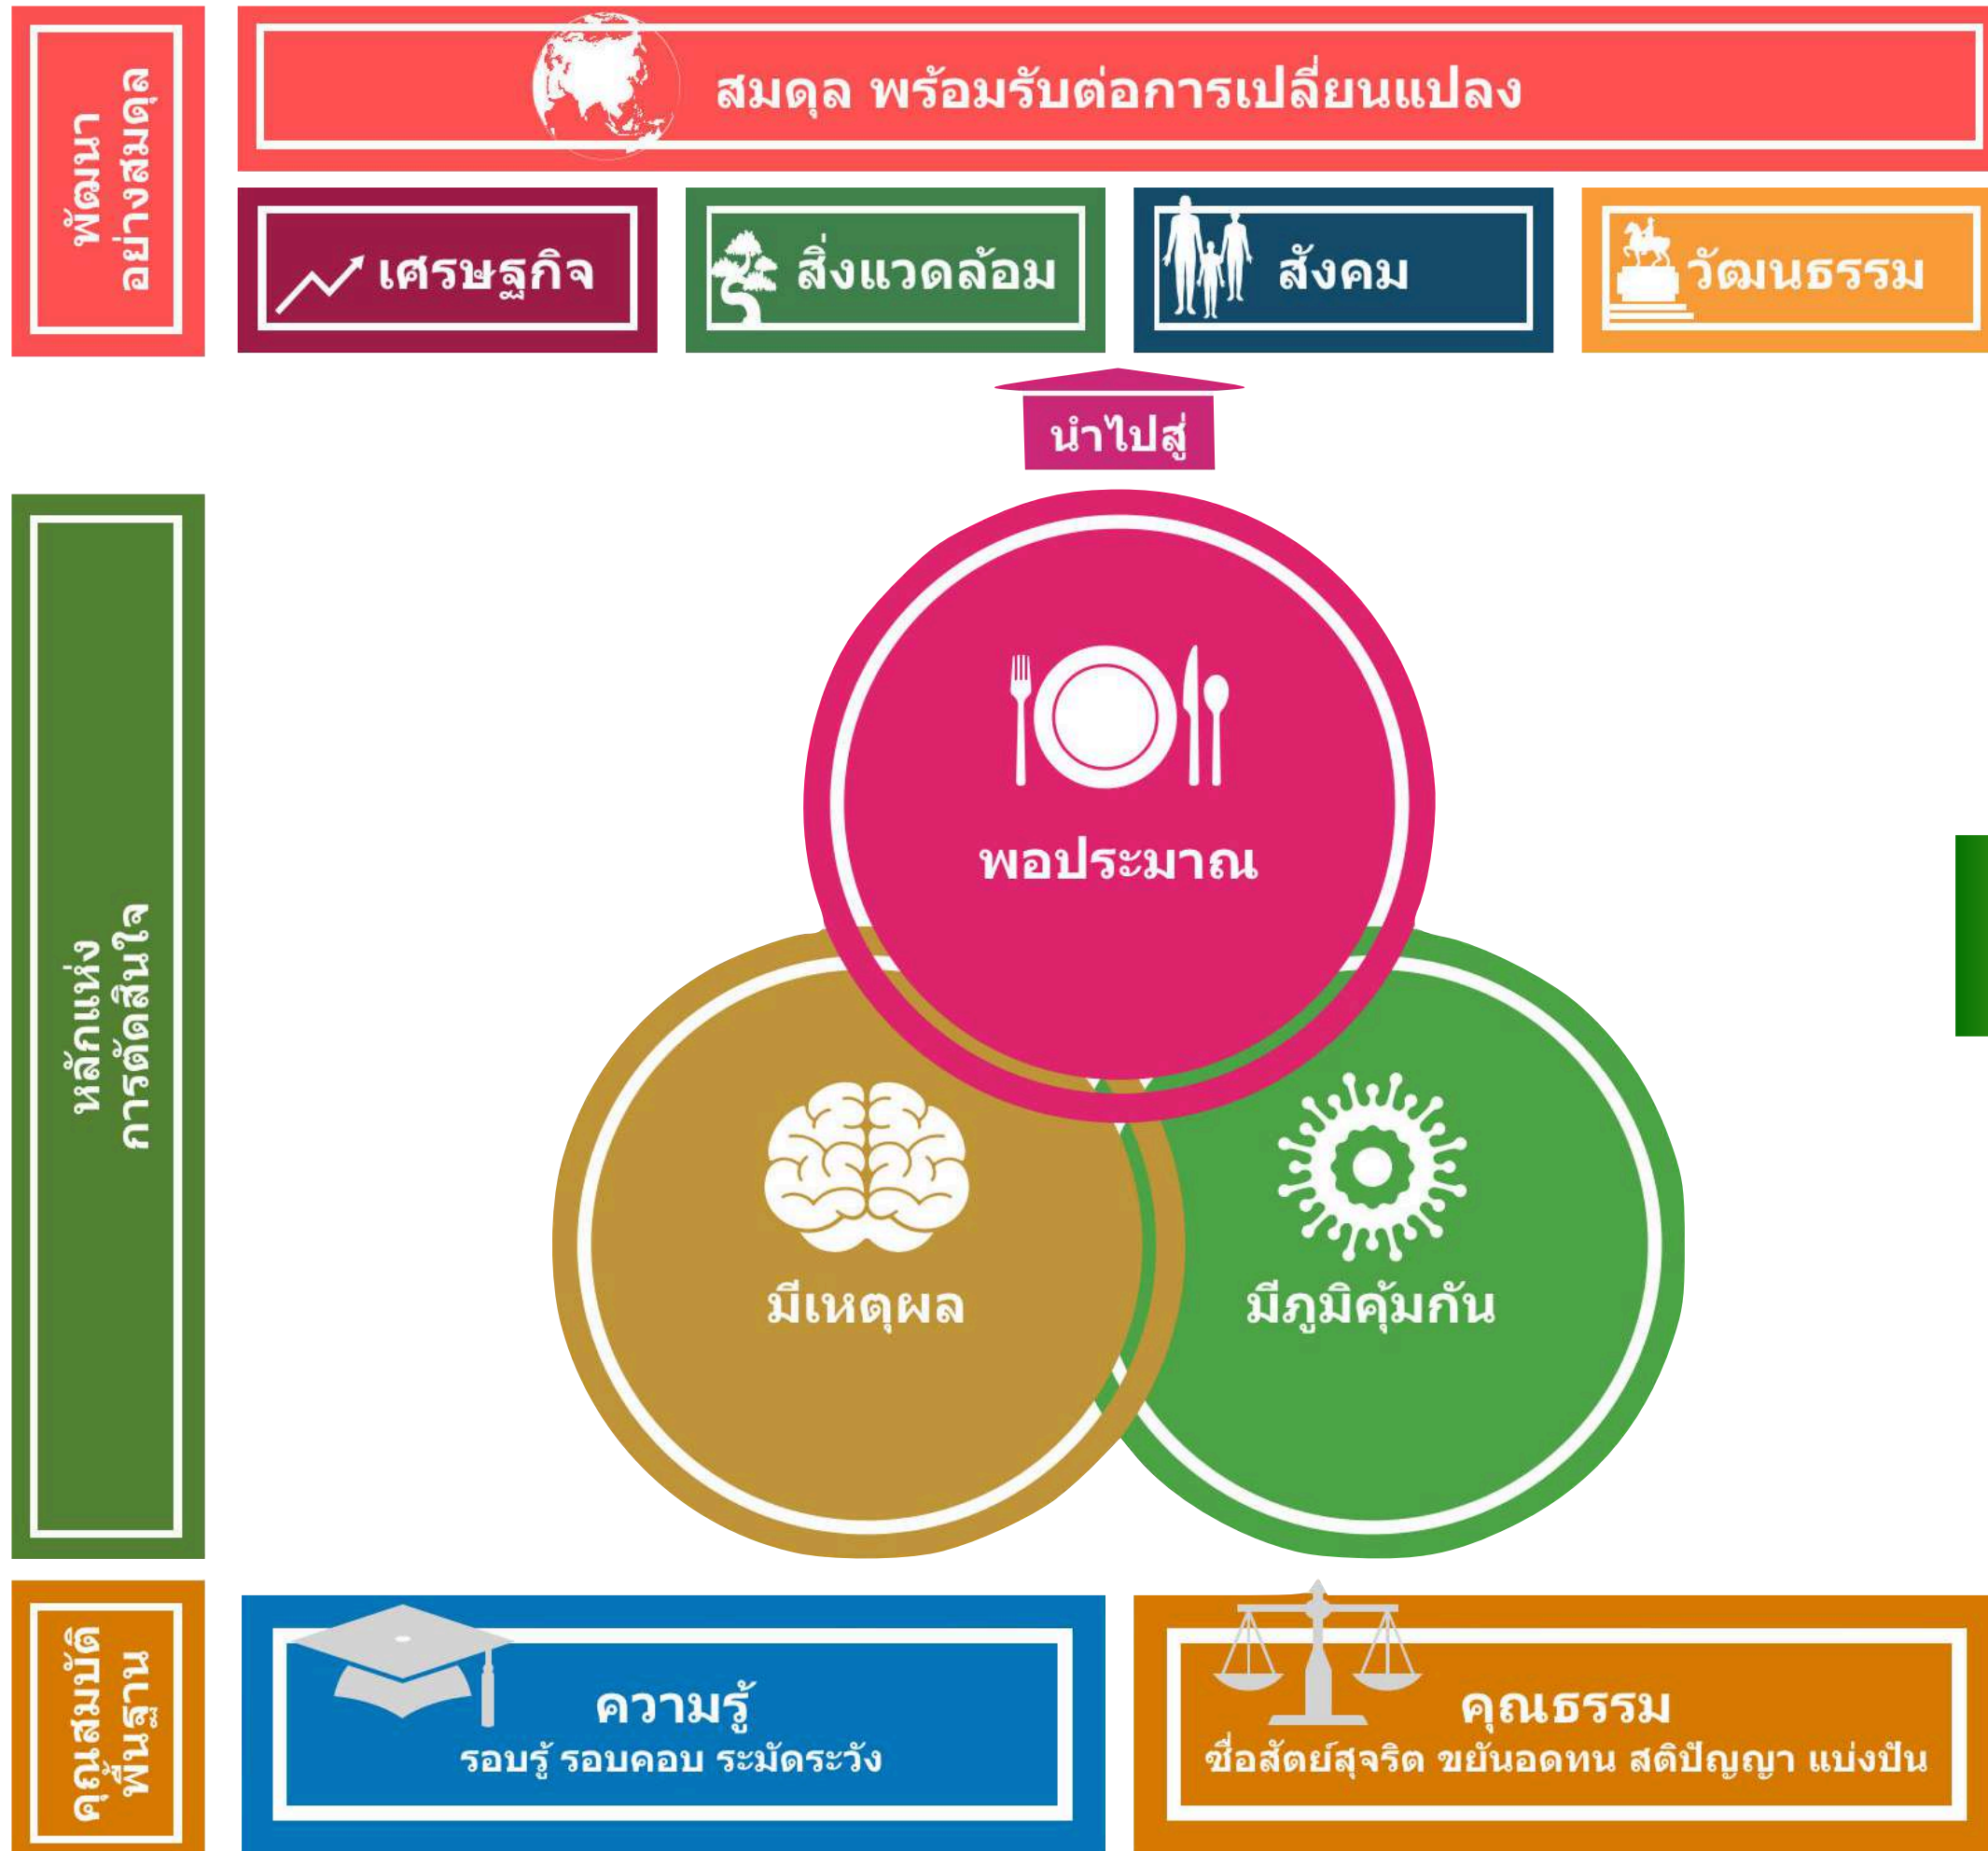 พัฒนา
อย่างสมดุล
สมดุล พร้อมรับต่อการเปลี่ยนแปลง
เศรษฐกิจ
สิ่งแวดล้อม
สังคม
วัฒนธรรม
นำไปสู่
หลักแห่ง
การตัดสินใจ
พอประมาณ
มีเหตุผล
มีภูมิคุ้มกัน
คุณสมบัติ
พื้นฐาน
ความรู้
รอบรู้ รอบคอบ ระมัดระวัง
คุณธรรม
ซื่อสัตย์สุจริต ขยันอดทน สติปัญญา แบ่งปัน